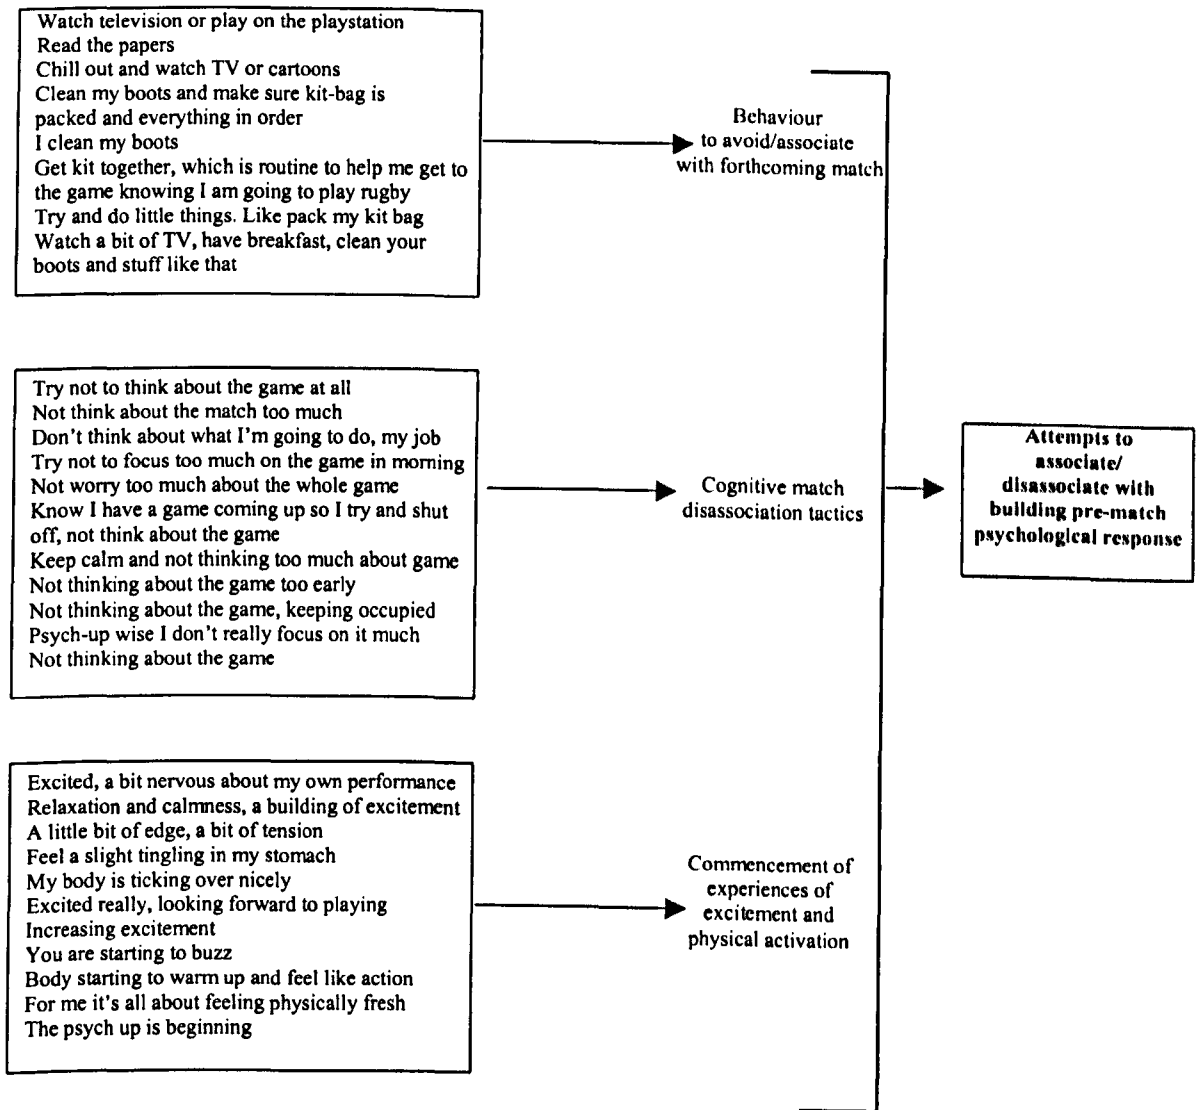 Watch television or play on the playstation
Read the papers
Chill out and watch TV or cartoons
Clean my boots and make sure kit-bag is
packed and everything in order
I clean my boots
Get kit together, which is routine to help me get to
the game knowing I am going to play rugby
Try and do little things. Like pack my kit bag
Watch a bit of TV, have breakfast, clean your
boots and stuff like that
Behaviour
to avoid/associate
with forthcoming match
Try not to think about the game at all
Not think about the match too much
Don't think about what I'm going to do, my job
Try not to focus too much on the game in morning
Not worry too much about the whole game
Know I have a game coming up so I try and shut
off, not think about the game
Keep calm and not thinking too much about game
Not thinking about the game too early
Not thinking about the game, keeping occupied
Psych-up wise I don't really focus on it much
Not thinking about the game
Cognitive match
disassociation tactics
Attempts to
associate/
disassociate with
building pre-match
psychological response
Excited, a bit nervous about my own performance
Relaxation and calmness, a building of excitement
A little bit of edge, a bit of tension
Feel a slight tingling in my stomach
My body is ticking over nicely
Excited really, looking forward to playing
Increasing excitement
You are starting to buzz
Body starting to warm up and feel like action
For me it's all about feeling physically fresh
The psych up is beginning
Commencement of
experiences of
excitement and
physical activation